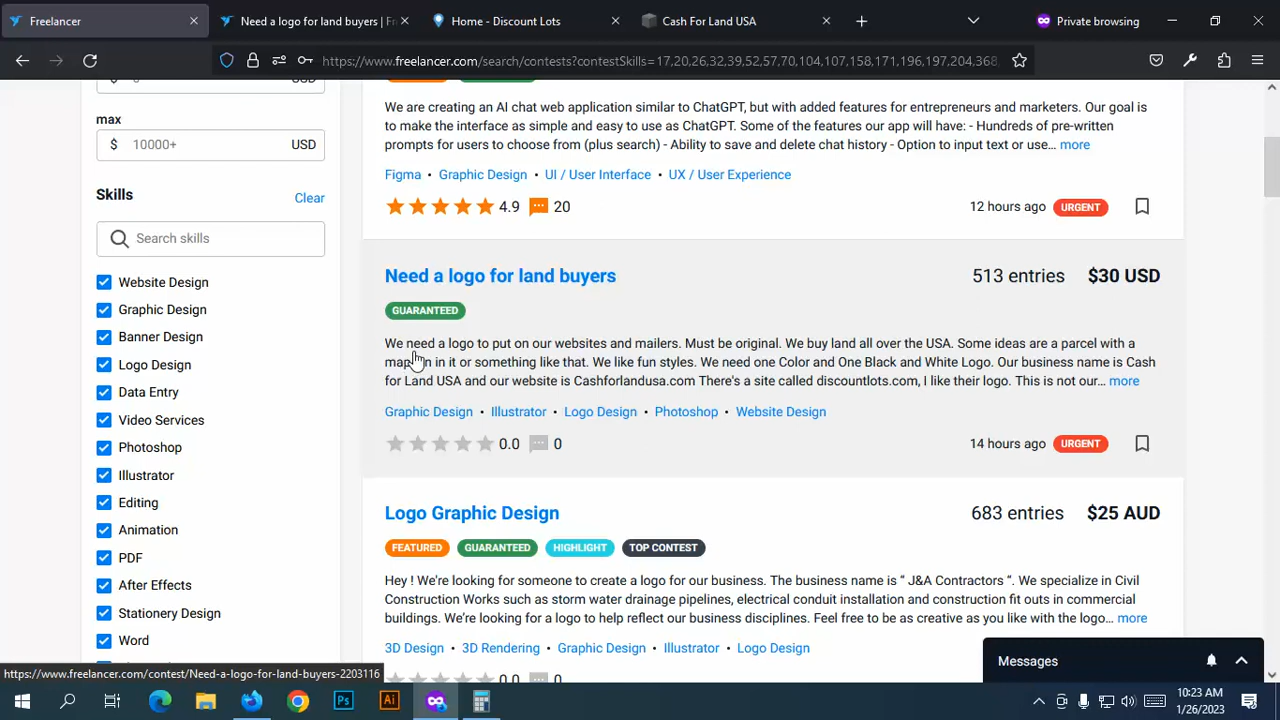 Freelancer
Need a logo for land buyers | Fr
Home - Discount Lots
Cash For Land USA
Private browsing
https://www.freelancer.com/search/contests?contestSkills=17,20,26,32,39,52,57,70,104,107,158,171,196,197,204,368,
USD
max
$ 10000+ USD
Skills
Clear
Search skills
Website Design
Graphic Design
Banner Design
Logo Design
Data Entry
Video Services
Photoshop
Illustrator
Editing
Animation
PDF
After Effects
Stationery Design
Word
We are creating an AI chat web application similar to ChatGPT, but with added features for entrepreneurs and marketers. Our goal is
to make the interface as simple and easy to use as ChatGPT. Some of the features our app will have: - Hundreds of pre-written
prompts for users to choose from (plus search) - Ability to save and delete chat history - Option to input text or use... more
Figma • Graphic Design • UI / User Interface • UX / User Experience
4.9 20
12 hours ago URGENT
Need a logo for land buyers
513 entries $30 USD
GUARANTEED
We need a logo to put on our websites and mailers. Must be original. We buy land all over the USA. Some ideas are a parcel with a
map in it or something like that. We like fun styles. We need one Color and One Black and White Logo. Our business name is Cash
for Land USA and our website is Cashforlandusa.com There's a site called discountlots.com, I like their logo. This is not our... more
Graphic Design • Illustrator • Logo Design • Photoshop • Website Design
0.0 0
14 hours ago URGENT
Logo Graphic Design
683 entries $25 AUD
FEATURED GUARANTEED HIGHLIGHT TOP CONTEST
Hey ! We're looking for someone to create a logo for our business. The business name is “ J&A Contractors “. We specialize in Civil
Construction Works such as storm water drainage pipelines, electrical conduit installation and construction fit outs in commercial
buildings. We’re looking for a logo to help reflect our business disciplines. Feel free to be as creative as you like with the logo... more
3D Design • 3D Rendering • Graphic Design • Illustrator • Logo Design
0.0 0
Messages
https://www.freelancer.com/contest/Need-a-logo-for-land-buyers-2203116
Ps
Ai
10:23 AM
1/26/2023